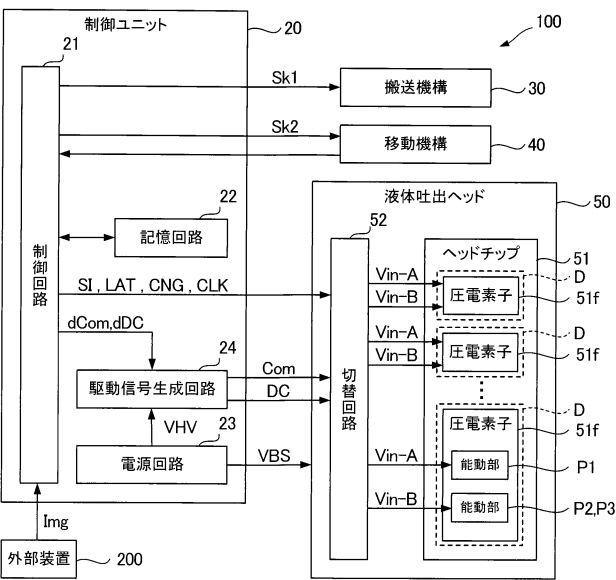 制御ユニット
20
100
21
Sk1
搬送機構
30
Sk2
移動機構
40
液体吐出ヘッド
50
22
52
記憶回路
ヘッドチップ
51
制御回路
SI , LAT , CNG , CLK
Vin-A
Vin-B
圧電素子
D
51f
dCom,dDC
24
Vin-A
Vin-B
圧電素子
D
51f
駆動信号生成回路
Com
DC
切替回路
VHV
23
圧電素子
D
51f
電源回路
VBS
Vin-A
能動部
P1
Vin-B
能動部
P2,P3
Img
外部装置
200